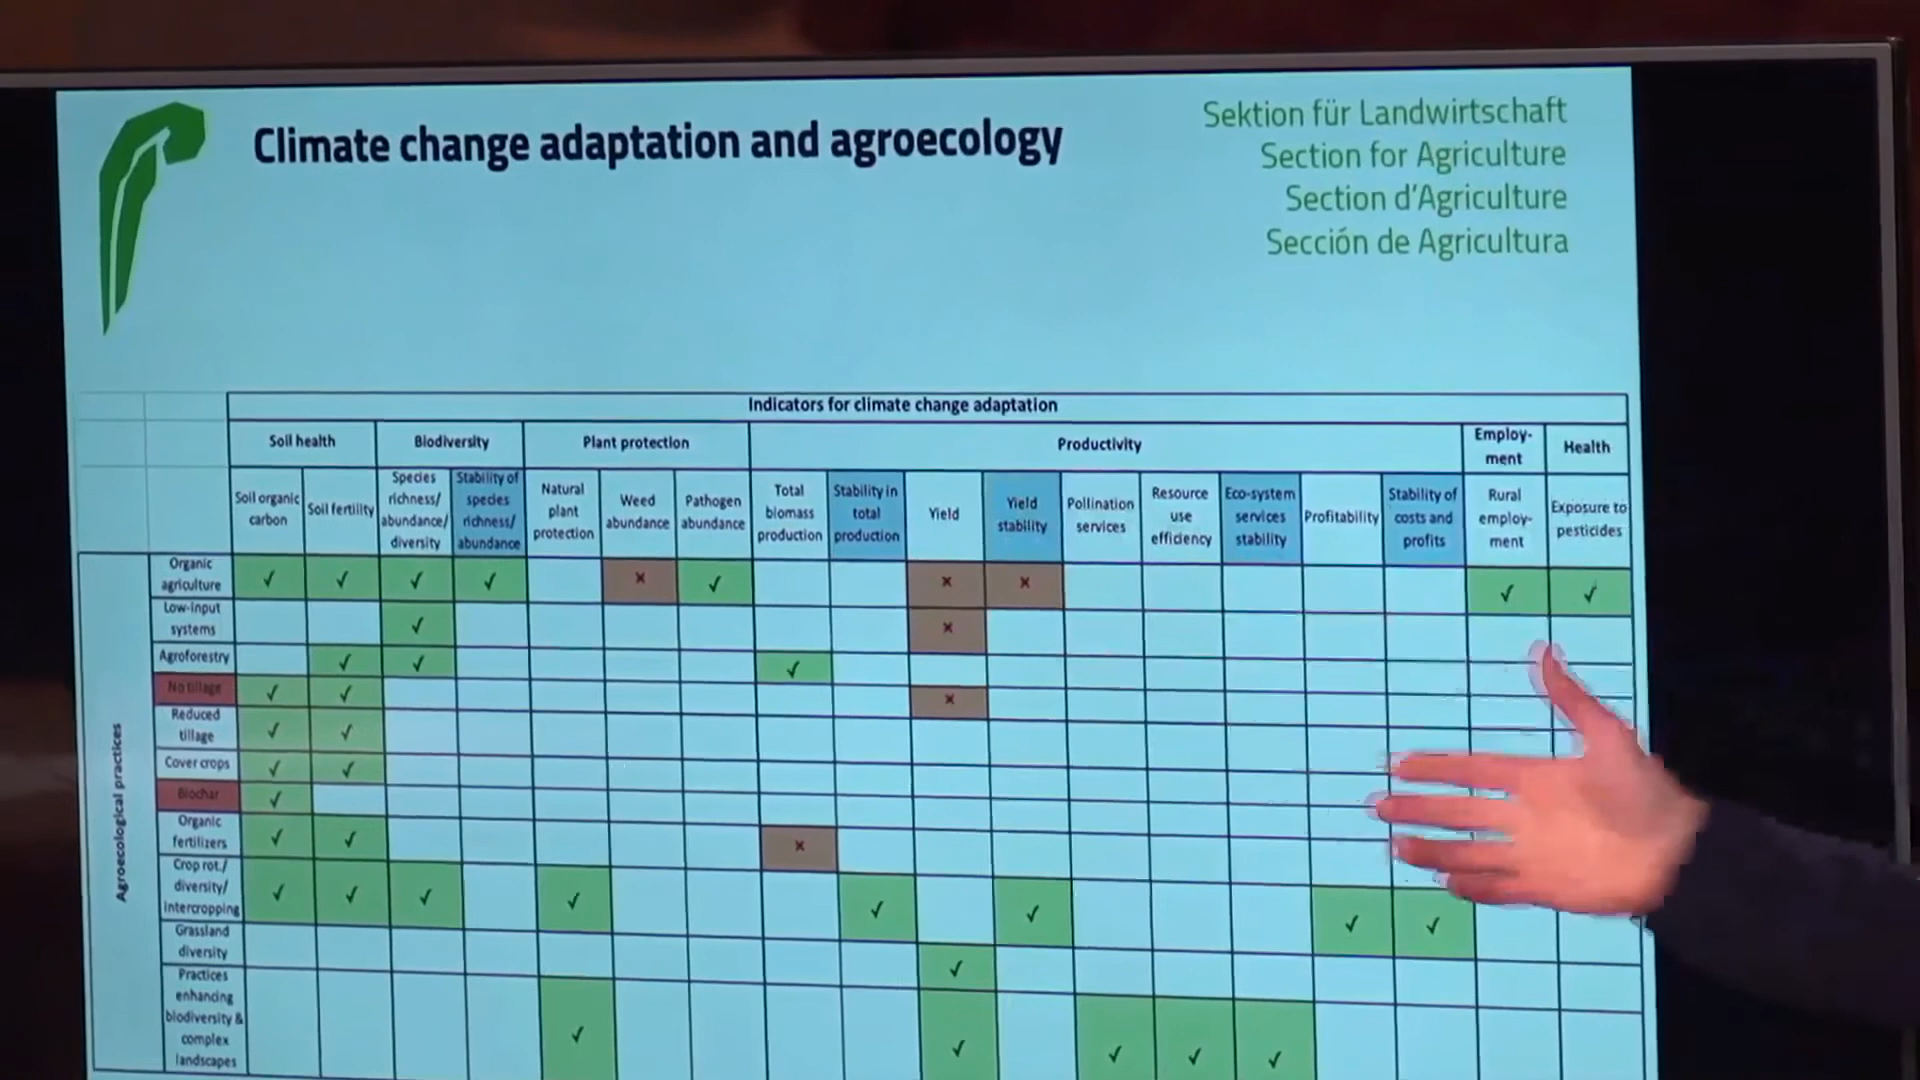 Climate change adaptation and agroecology
Sektion für Landwirtschaft
Section for Agriculture
Section d'Agriculture
Sección de Agricultura
Indicators for climate change adaptation
Soil health
Biodiversity
Plant protection
Productivity
Employ-
ment
Health
Soil organic
carbon
Soil fertility
Species
richness/
abundance/
diversity
Stability of
species
richness/
abundance
Natural
plant
protection
Weed
abundance
Pathogen
abundance
Total
biomass
production
Stability in
total
production
Yield
Yield
stability
Pollination
services
Resource
use
efficiency
Eco-system
services
stability
Profitability
Stability of
costs and
profits
Rural
employ-
ment
Exposure to
pesticides
Agroecological practices
Organic
agriculture
✓ ✓ ✓ ✓ × ✓ × × ✓ ✓
Low-input
systems
✓ ×
Agroforestry
✓ ✓ ✓
No tillage
✓ ✓ ×
Reduced
tillage
✓ ✓
Cover crops
✓ ✓
Biochar
✓
Organic
fertilizers
✓ ✓ ×
Crop rot./
diversity/
intercropping
✓ ✓ ✓ ✓ ✓ ✓ ✓ ✓
Grassland
diversity
✓
Practices
enhancing
biodiversity &
complex
landscapes
✓ ✓ ✓ ✓ ✓